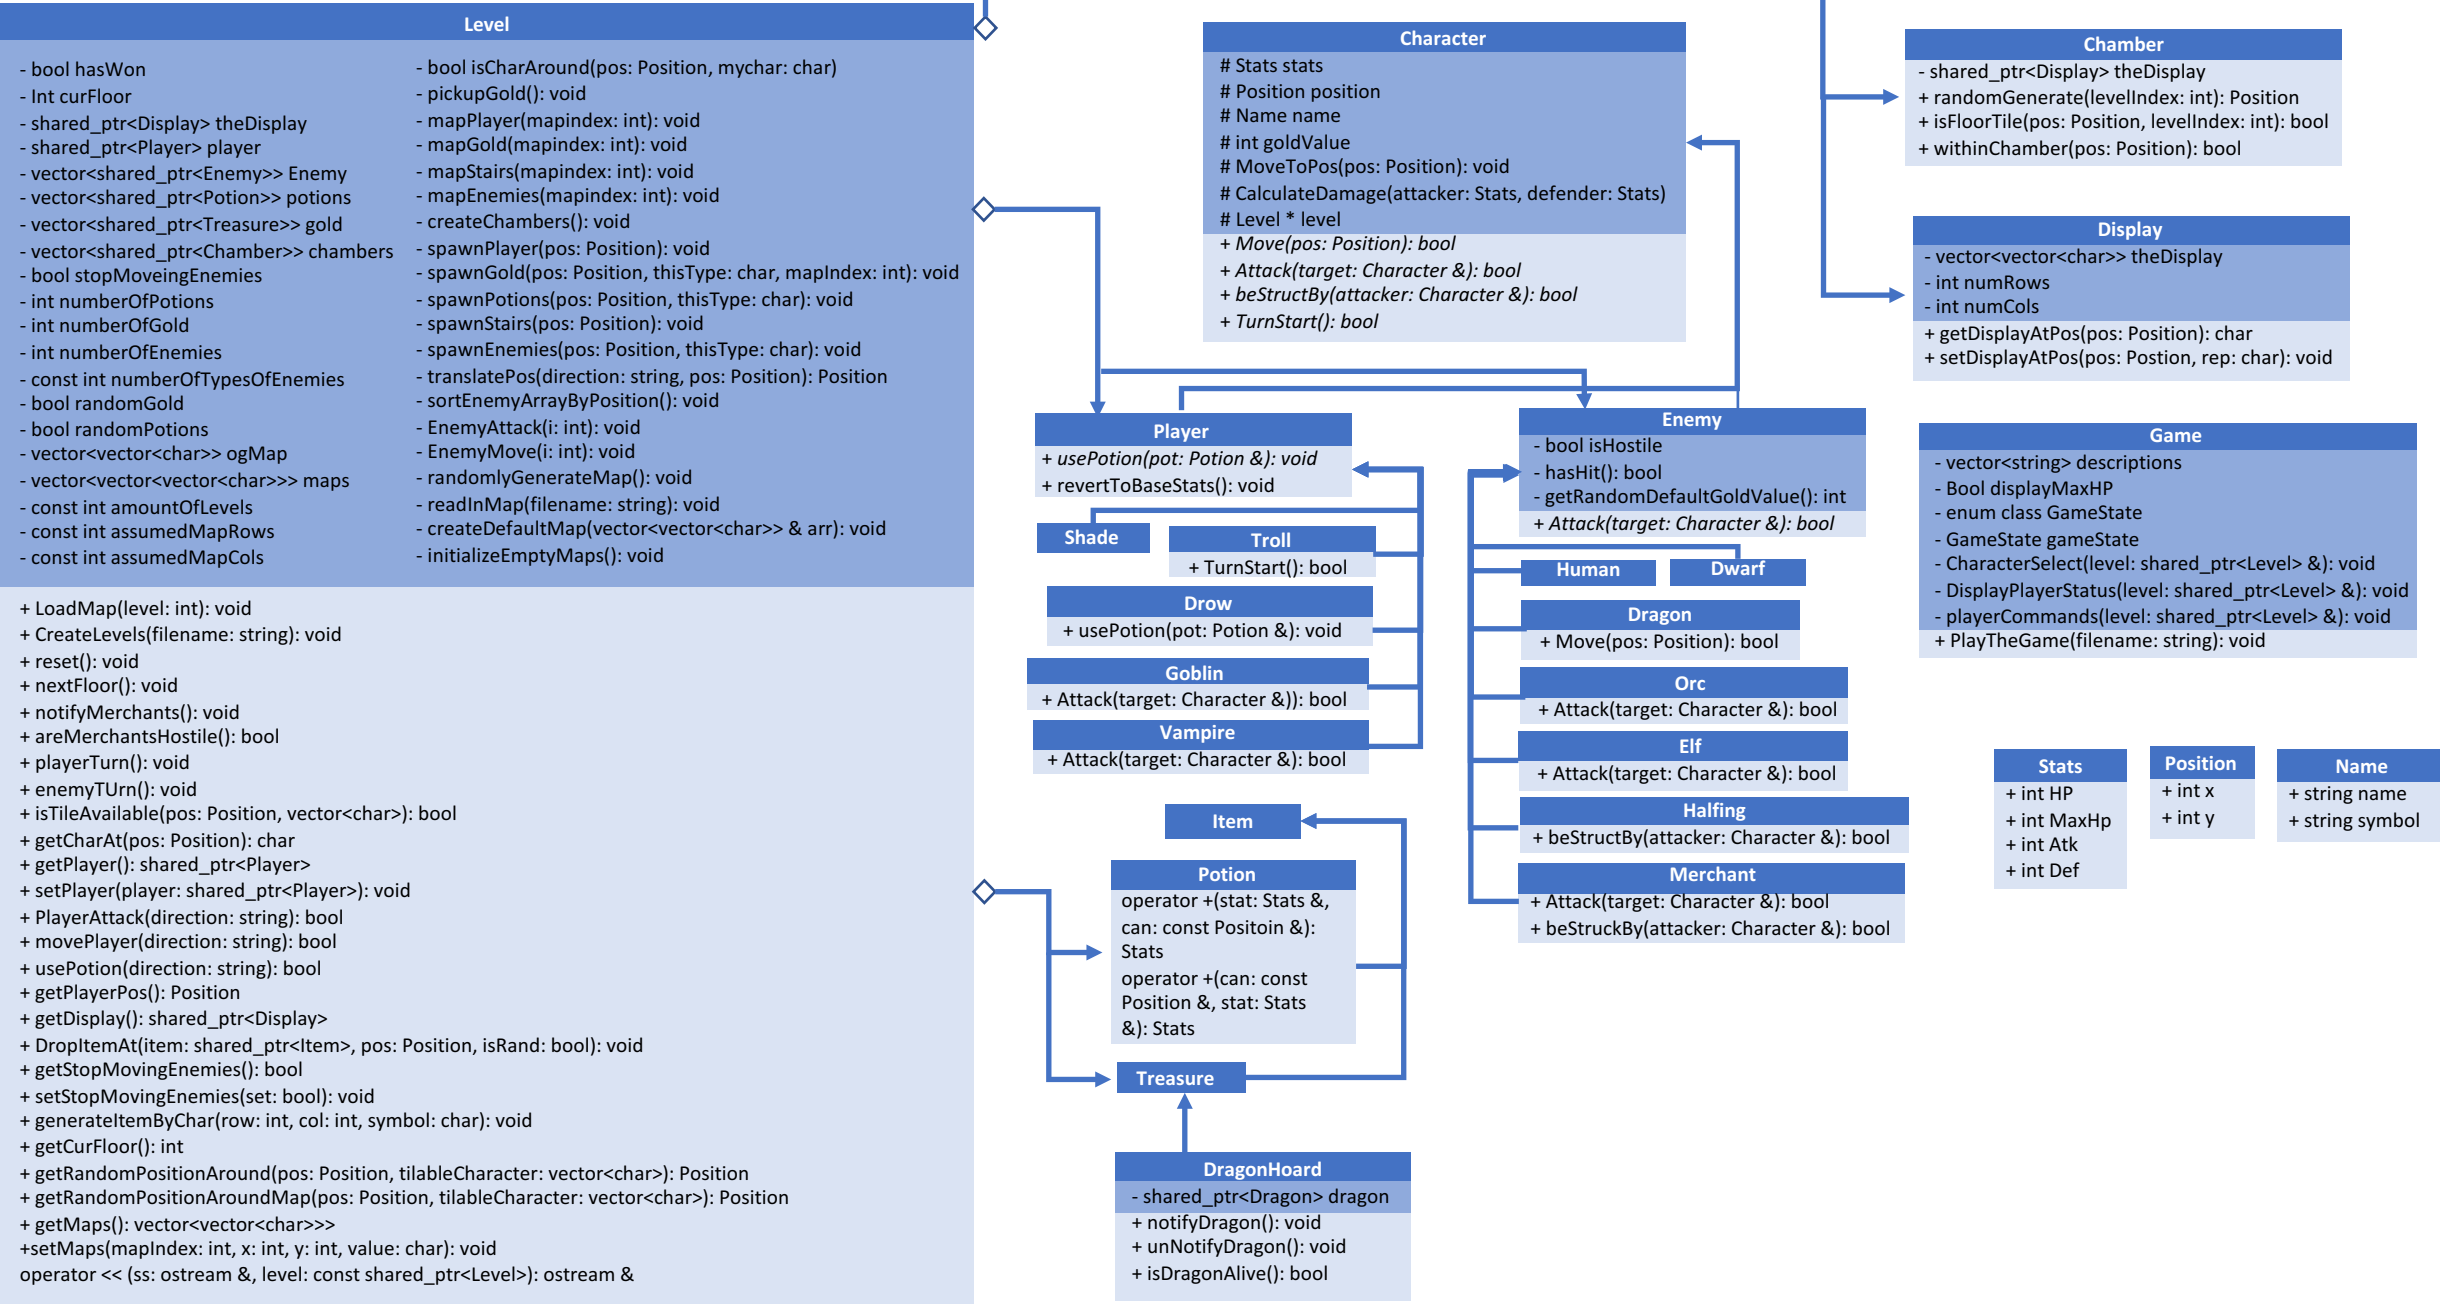 Level
- bool hasWon
- Int curFloor
- shared_ptr<Display> theDisplay
- shared_ptr<Player> player
- vector<shared_ptr<Enemy>> Enemy
- vector<shared_ptr<Potion>> potions
- vector<shared_ptr<Treasure>> gold
- vector<shared_ptr<Chamber>> chambers
- bool stopMoveingEnemies
- int numberOfPotions
- int numberOfGold
- int numberOfEnemies
- const int numberOfTypesOfEnemies
- bool randomGold
- bool randomPotions
- vector<vector<char>> ogMap
- vector<vector<vector<char>>> maps
- const int amountOfLevels
- const int assumedMapRows
- const int assumedMapCols
- bool isCharAround(pos: Position, mychar: char)
- pickupGold(): void
- mapPlayer(mapindex: int): void
- mapGold(mapindex: int): void
- mapStairs(mapindex: int): void
- mapEnemies(mapindex: int): void
- createChambers(): void
- spawnPlayer(pos: Position): void
- spawnGold(pos: Position, thisType: char, mapIndex: int): void
- spawnPotions(pos: Position, thisType: char): void
- spawnStairs(pos: Position): void
- spawnEnemies(pos: Position, thisType: char): void
- translatePos(direction: string, pos: Position): Position
- sortEnemyArrayByPosition(): void
- EnemyAttack(i: int): void
- EnemyMove(i: int): void
- randomlyGenerateMap(): void
- readInMap(filename: string): void
- createDefaultMap(vector<vector<char>> & arr): void
- initializeEmptyMaps(): void
+ LoadMap(level: int): void
+ CreateLevels(filename: string): void
+ reset(): void
+ nextFloor(): void
+ notifyMerchants(): void
+ areMerchantsHostile(): bool
+ playerTurn(): void
+ enemyTUrn(): void
+ isTileAvailable(pos: Position, vector<char>): bool
+ getCharAt(pos: Position): char
+ getPlayer(): shared_ptr<Player>
+ setPlayer(player: shared_ptr<Player>): void
+ PlayerAttack(direction: string): bool
+ movePlayer(direction: string): bool
+ usePotion(direction: string): bool
+ getPlayerPos(): Position
+ getDisplay(): shared_ptr<Display>
+ DropItemAt(item: shared_ptr<Item>, pos: Position, isRand: bool): void
+ getStopMovingEnemies(): bool
+ setStopMovingEnemies(set: bool): void
+ generateItemByChar(row: int, col: int, symbol: char): void
+ getCurFloor(): int
+ getRandomPositionAround(pos: Position, tilableCharacter: vector<char>): Position
+ getRandomPositionAroundMap(pos: Position, tilableCharacter: vector<char>): Position
+ getMaps(): vector<vector<char>>>
+setMaps(mapIndex: int, x: int, y: int, value: char): void
operator << (ss: ostream &, level: const shared_ptr<Level>): ostream &
Character
# Stats stats
# Position position
# Name name
# int goldValue
# MoveToPos(pos: Position): void
# CalculateDamage(attacker: Stats, defender: Stats)
# Level * level
+ Move(pos: Position): bool
+ Attack(target: Character &): bool
+ beStructBy(attacker: Character &): bool
+ TurnStart(): bool
Player
+ usePotion(pot: Potion &): void
+ revertToBaseStats(): void
Shade
Troll
+ TurnStart(): bool
Drow
+ usePotion(pot: Potion &): void
Goblin
+ Attack(target: Character &)): bool
Vampire
+ Attack(target: Character &): bool
Enemy
- bool isHostile
- hasHit(): bool
- getRandomDefaultGoldValue(): int
+ Attack(target: Character &): bool
Human
Dwarf
Dragon
+ Move(pos: Position): bool
Orc
+ Attack(target: Character &): bool
Elf
+ Attack(target: Character &): bool
Halfing
+ beStructBy(attacker: Character &): bool
Merchant
+ Attack(target: Character &): bool
+ beStruckBy(attacker: Character &): bool
Item
Potion
operator +(stat: Stats &,
can: const Positoin &):
Stats
operator +(can: const
Position &, stat: Stats
&): Stats
Treasure
DragonHoard
- shared_ptr<Dragon> dragon
+ notifyDragon(): void
+ unNotifyDragon(): void
+ isDragonAlive(): bool
Chamber
- shared_ptr<Display> theDisplay
+ randomGenerate(levelIndex: int): Position
+ isFloorTile(pos: Position, levelIndex: int): bool
+ withinChamber(pos: Position): bool
Display
- vector<vector<char>> theDisplay
- int numRows
- int numCols
+ getDisplayAtPos(pos: Position): char
+ setDisplayAtPos(pos: Postion, rep: char): void
Game
- vector<string> descriptions
- Bool displayMaxHP
- enum class GameState
- GameState gameState
- CharacterSelect(level: shared_ptr<Level> &): void
- DisplayPlayerStatus(level: shared_ptr<Level> &): void
- playerCommands(level: shared_ptr<Level> &): void
+ PlayTheGame(filename: string): void
Stats
+ int HP
+ int MaxHp
+ int Atk
+ int Def
Position
+ int x
+ int y
Name
+ string name
+ string symbol